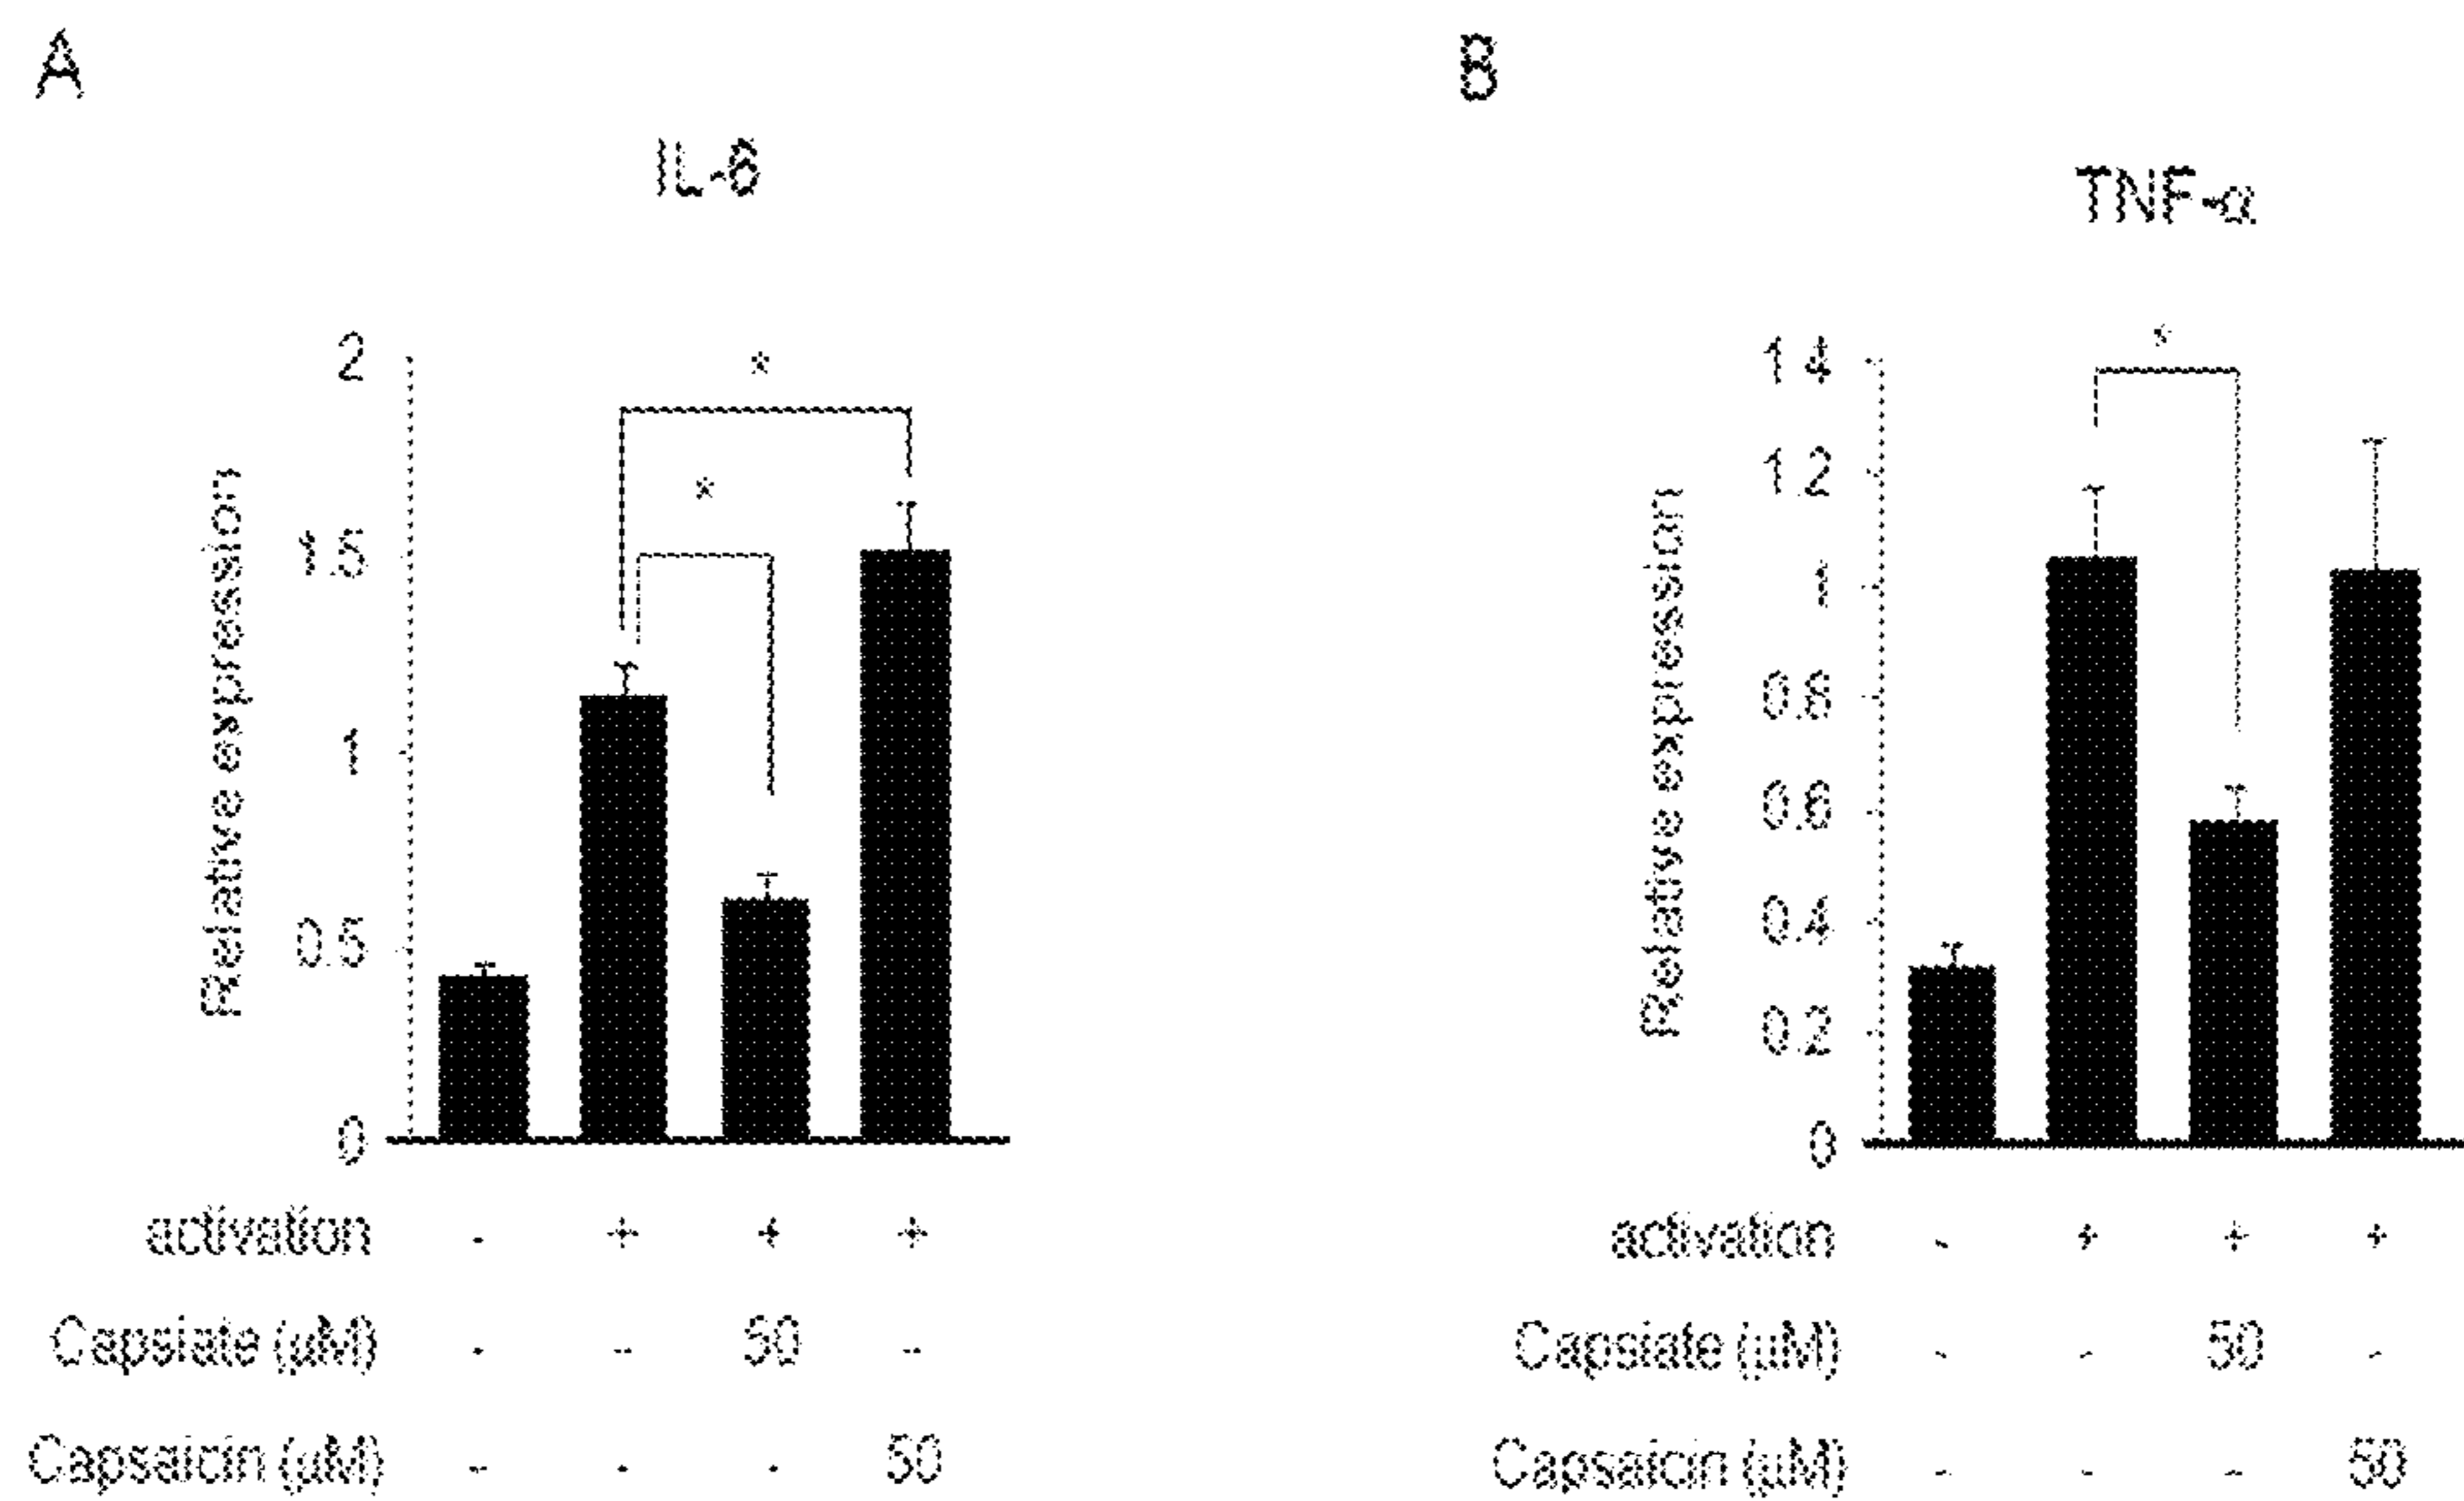 A
IL-6
*
*
Relative expression
2
1.5
1
0.5
0
activation - + + +
Capsiate (µM) - - 50 -
Capsaicin (µM) - - - 50
B
TNF-α
*
Relative expression
1.4
1.2
1
0.8
0.6
0.4
0.2
0
activation - + + +
Capsiate (µM) - - 50 -
Capsaicin (µM) - - - 50